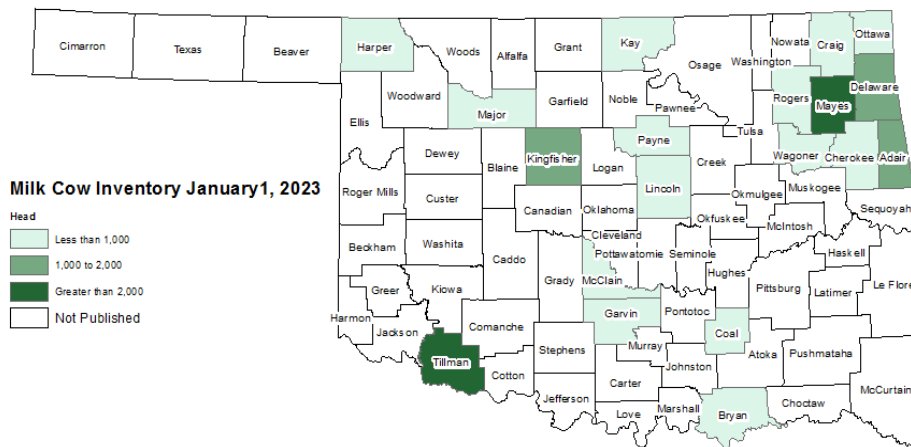 Cimarron
Texas
Beaver
Harper
Woods
Alfalfa
Grant
Kay
Osage
Washington
Nowata
Craig
Ottawa
Woodward
Major
Garfield
Noble
Pawnee
Rogers
Mayes
Delaware
Ellis
Dewey
Blaine
Kingfisher
Logan
Payne
Creek
Tulsa
Wagoner
Cherokee
Adair
Milk Cow Inventory January1, 2023
Head
Less than 1,000
1,000 to 2,000
Greater than 2,000
Not Published
Roger Mills
Custer
Canadian
Oklahoma
Lincoln
Okfuskee
Okmulgee
Muskogee
Sequoyah
McIntosh
Beckham
Washita
Caddo
Grady
Cleveland
McClain
Pottawatomie
Seminole
Hughes
Haskell
Pittsburg
Latimer
Le Flore
Greer
Kiowa
Harmon
Jackson
Comanche
Garvin
Pontotoc
Coal
Tillman
Cotton
Stephens
Murray
Johnston
Atoka
Pushmataha
McCurtain
Jefferson
Carter
Love
Marshall
Bryan
Choctaw